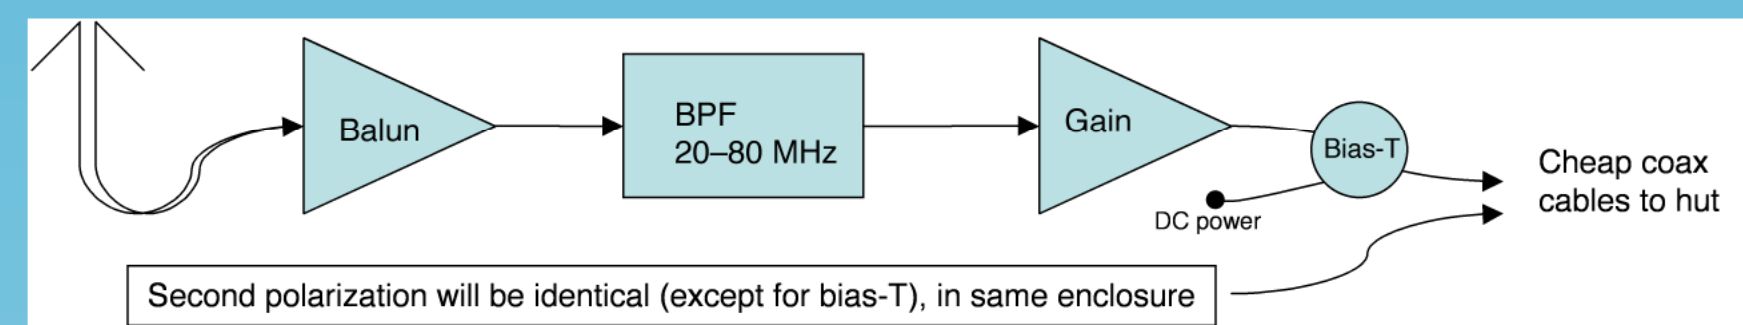 Balun
BPF
20–80 MHz
Gain
Bias-T
DC power
Cheap coax
cables to hut
Second polarization will be identical (except for bias-T), in same enclosure